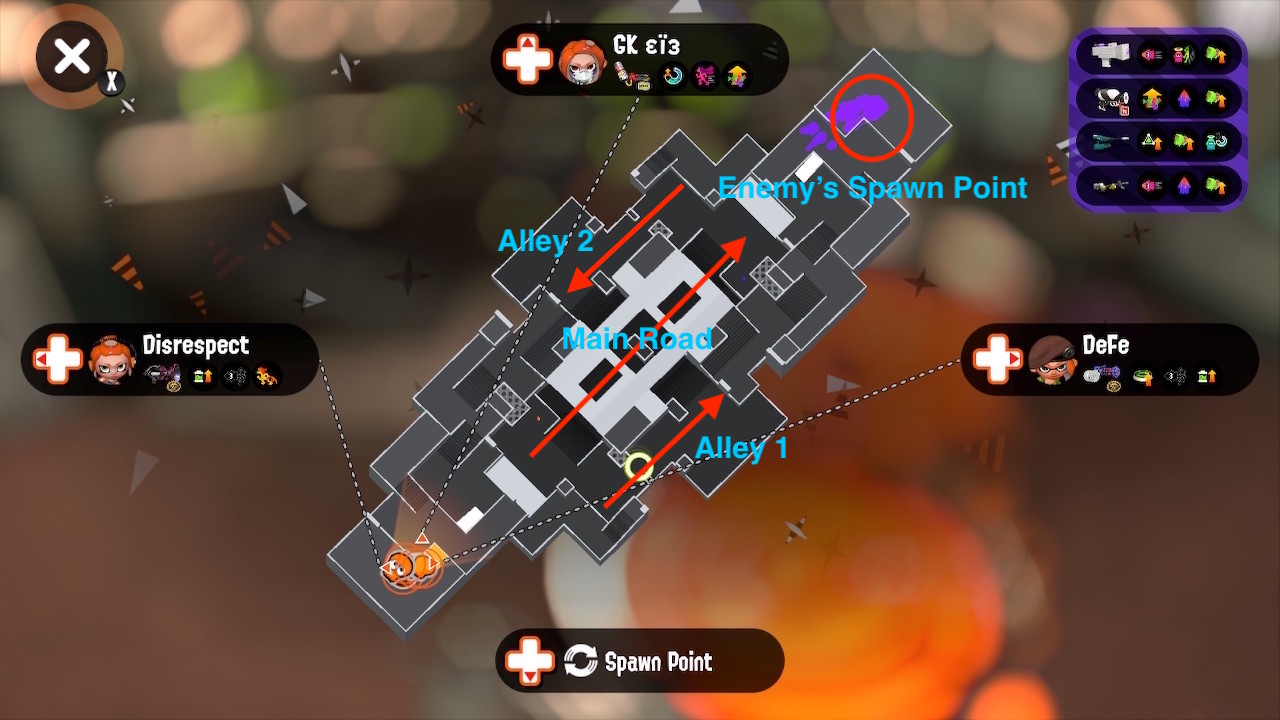 X
GK εïз
Enemy's Spawn Point
Alley 2
Main Road
Disrespect
DeFe
Alley 1
Spawn Point